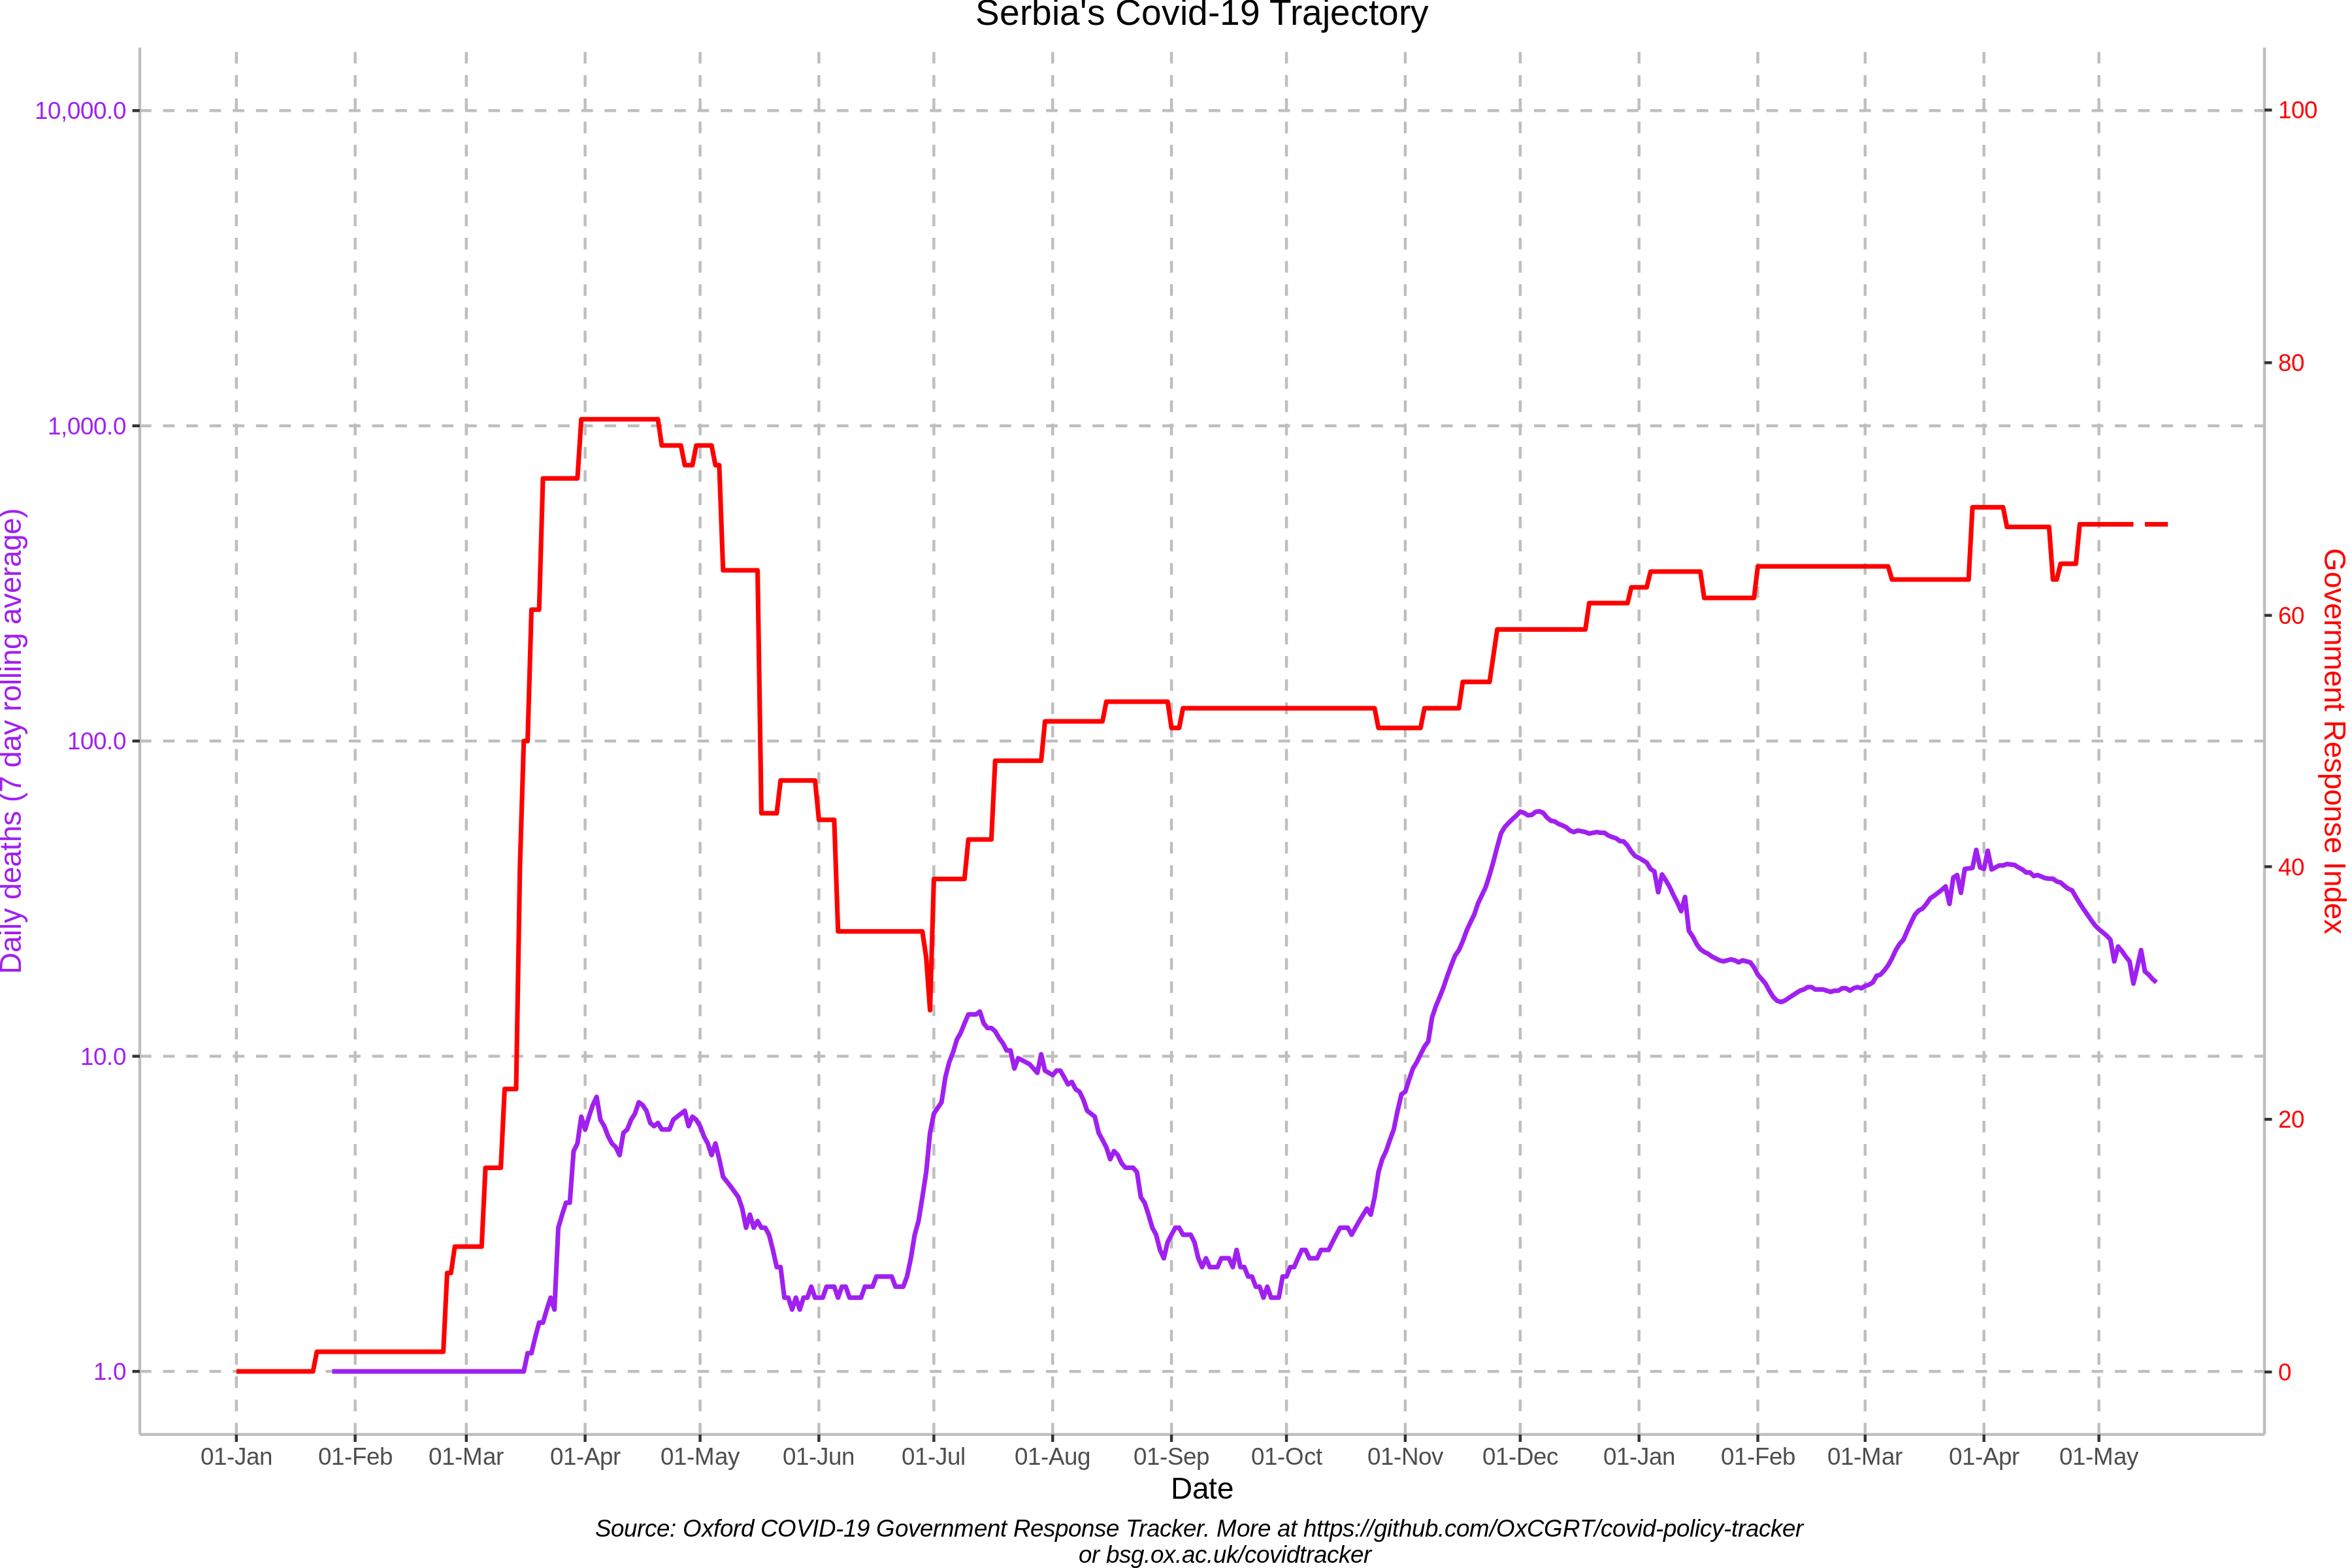 Serbia's Covid-19 Trajectory
10,000.0
1,000.0
100.0
10.0
1.0
Daily deaths (7 day rolling average)
100
80
60
40
20
0
Government Response Index
01-Jan 01-Feb 01-Mar 01-Apr 01-May 01-Jun 01-Jul 01-Aug 01-Sep 01-Oct 01-Nov 01-Dec 01-Jan 01-Feb 01-Mar 01-Apr 01-May
Date
Source: Oxford COVID-19 Government Response Tracker. More at https://github.com/OxCGRT/covid-policy-tracker
or bsg.ox.ac.uk/covidtracker